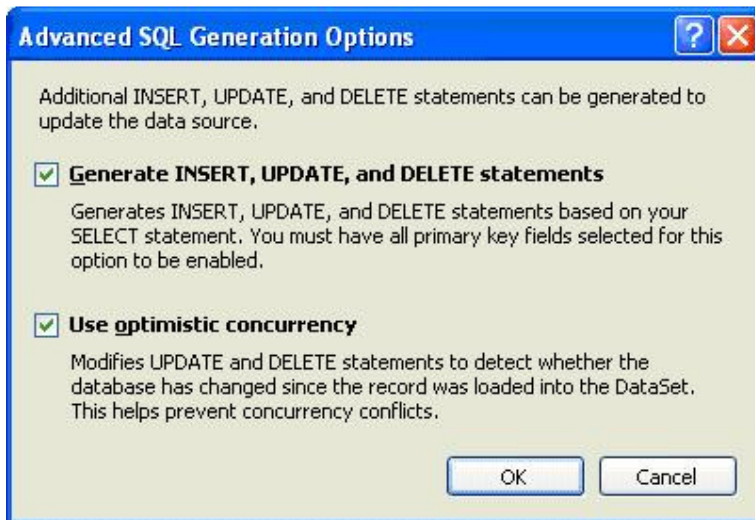 Advanced SQL Generation Options
Additional INSERT, UPDATE, and DELETE statements can be generated to
update the data source.
Generate INSERT, UPDATE, and DELETE statements
Generates INSERT, UPDATE, and DELETE statements based on your
SELECT statement. You must have all primary key fields selected for this
option to be enabled.
Use optimistic concurrency
Modifies UPDATE and DELETE statements to detect whether the
database has changed since the record was loaded into the DataSet.
This helps prevent concurrency conflicts.
OK Cancel